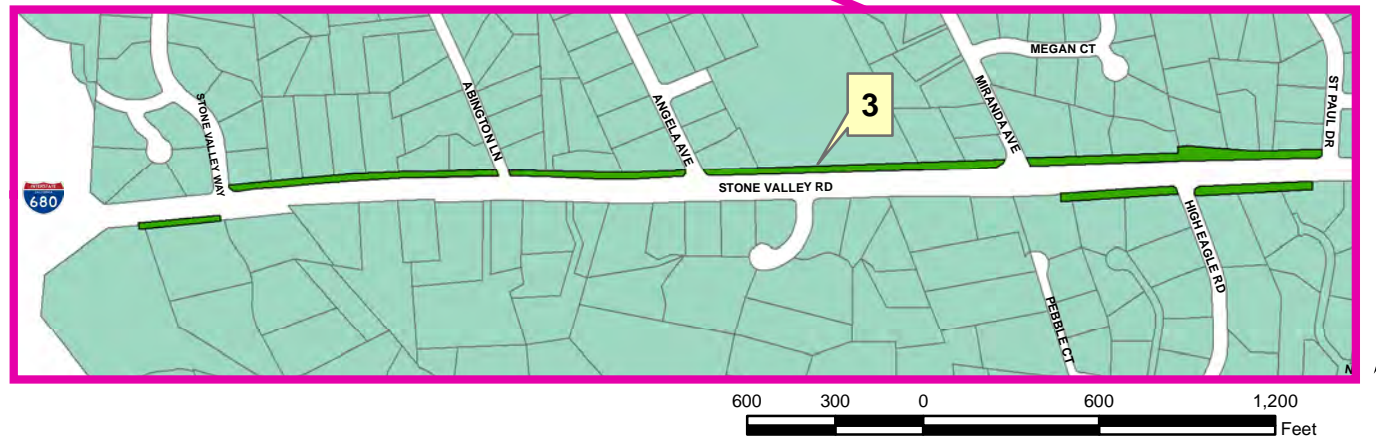 MEGAN CT
STONE VALLEY WAY
ABINGTON LN
ANGELA AVE
3
MIRANDA AVE
ST PAUL DR
INTERSTATE
CALIFORNIA
680
STONE VALLEY RD
HIGH EAGLE RD
PEBBLE CT
600 300 0 600 1,200
Feet